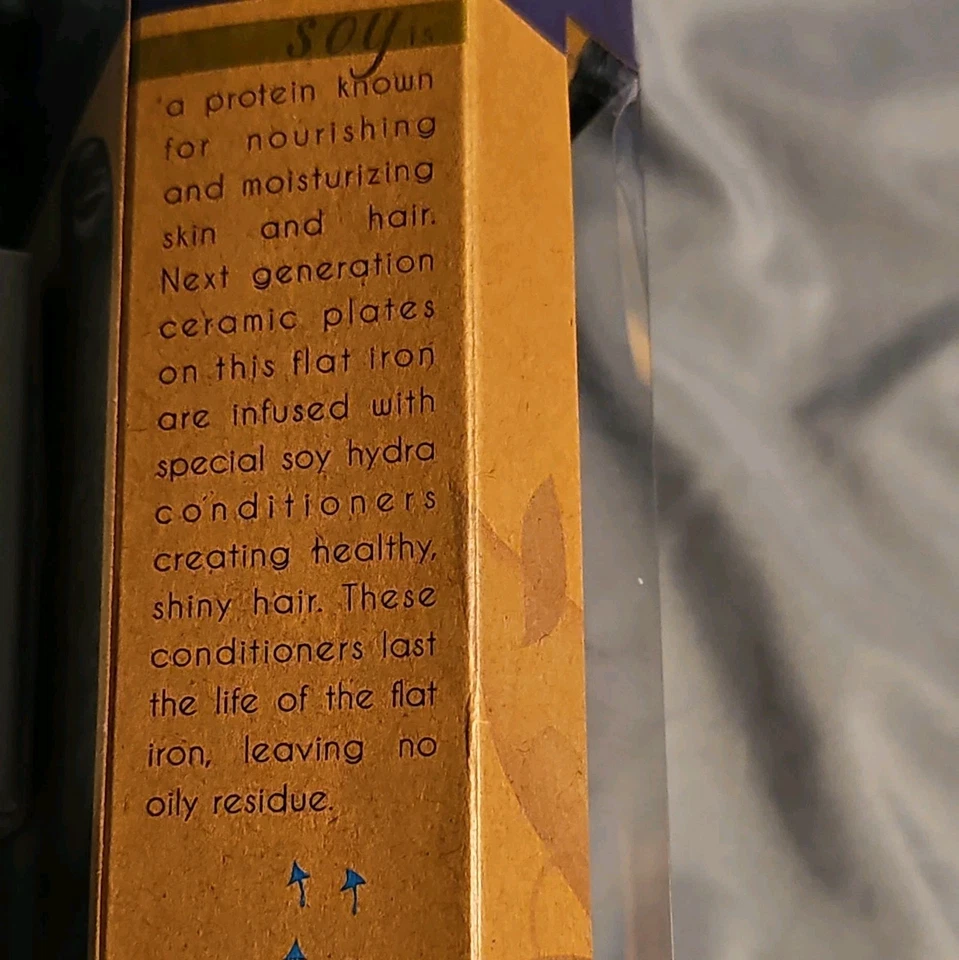 soy is
a protein known
for nourishing
and moisturizing
skin and hair.
Next generation
ceramic plates
on this flat iron
are infused with
special soy hydra
conditioners
creating healthy,
shiny hair. These
conditioners last
the life of the flat
iron, leaving no
oily residue.